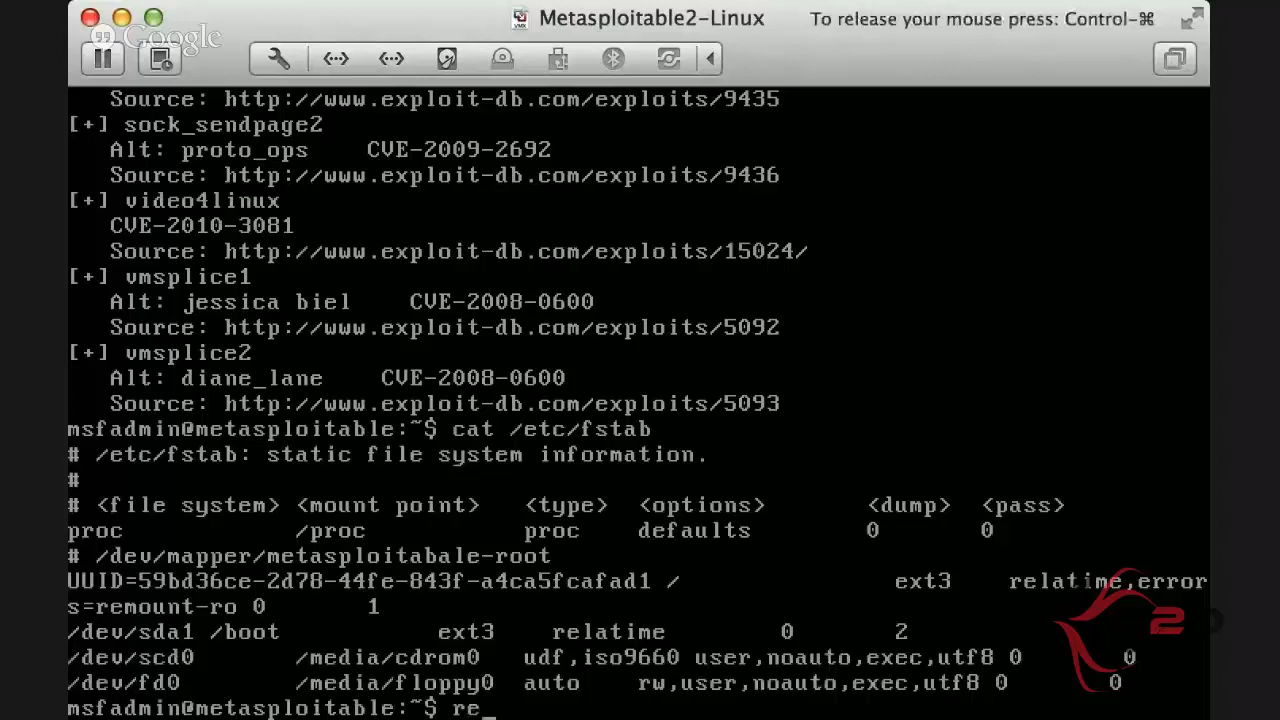 Metasploitable2-Linux
To release your mouse press: Control-⌘
Google
Source: http://www.exploit-db.com/exploits/9435
[+] sock_sendpage2
Alt: proto_ops CVE-2009-2692
Source: http://www.exploit-db.com/exploits/9436
[+] video4linux
CVE-2010-3081
Source: http://www.exploit-db.com/exploits/15024/
[+] vmsplice1
Alt: jessica biel CVE-2008-0600
Source: http://www.exploit-db.com/exploits/5092
[+] vmsplice2
Alt: diane_lane CVE-2008-0600
Source: http://www.exploit-db.com/exploits/5093
msfadmin@metasploitable:~$ cat /etc/fstab
# /etc/fstab: static file system information.
#
# <file system> <mount point> <type> <options> <dump> <pass>
proc /proc proc defaults 0 0
# /dev/mapper/metasploitabale-root
UUID=59bd36ce-2d78-44fe-843f-a4ca5fcafad1 / ext3 relatime,error
s=remount-ro 0 1
/dev/sda1 /boot ext3 relatime 0 2
/dev/scd0 /media/cdrom0 udf,iso9660 user,noauto,exec,utf8 0 0
/dev/fd0 /media/floppy0 auto rw,user,noauto,exec,utf8 0 0
msfadmin@metasploitable:~$ re_